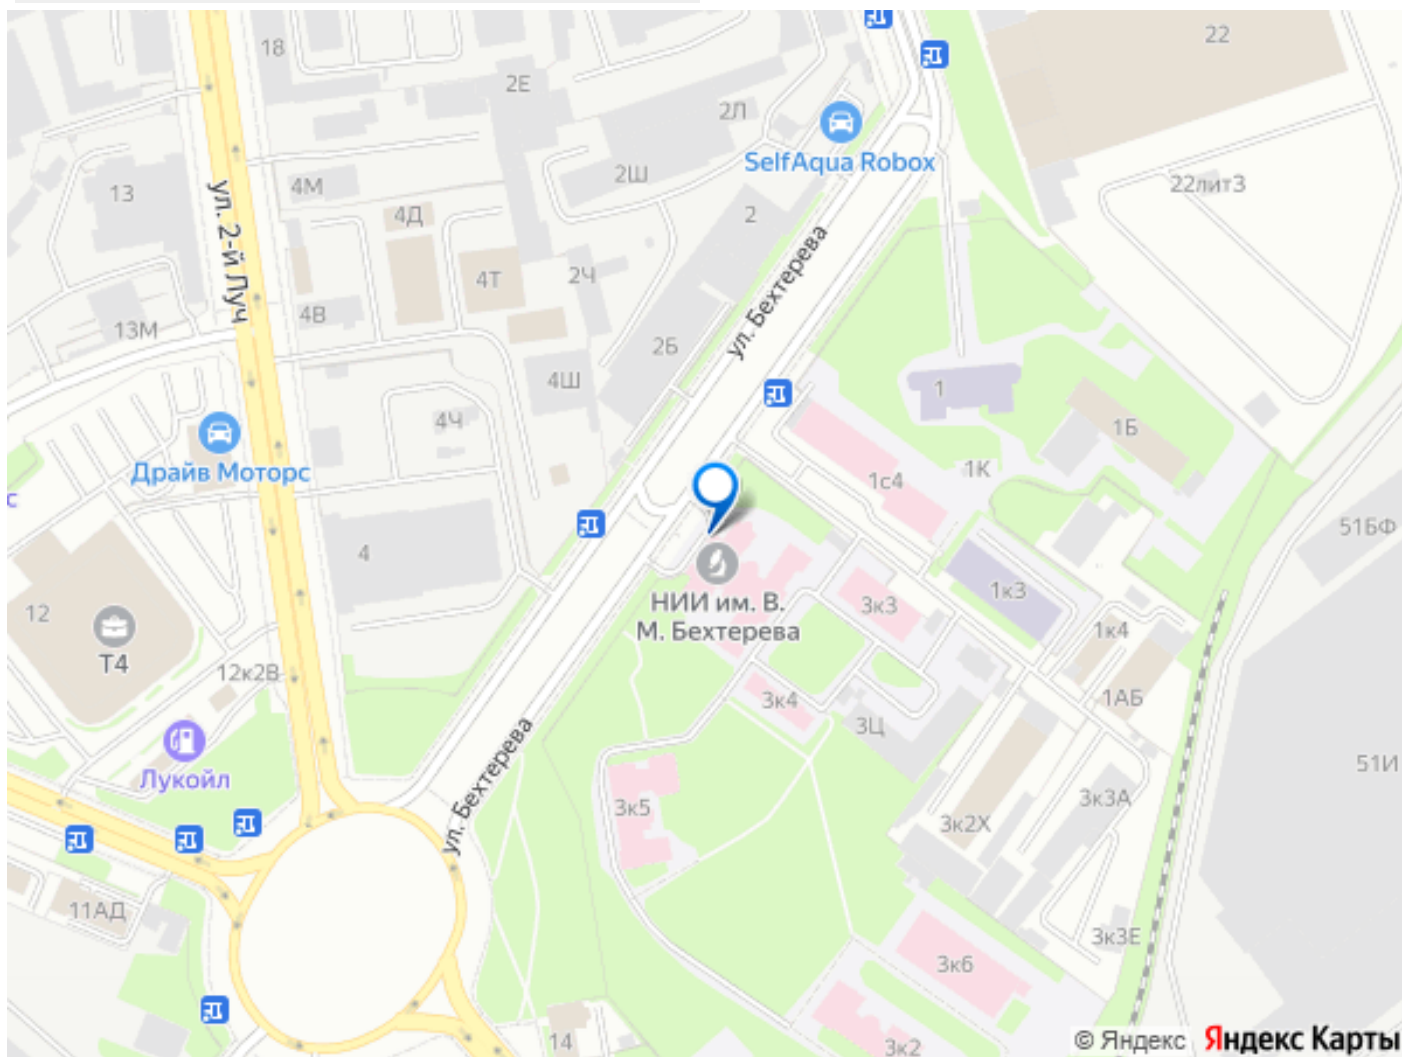 22
18
2Е
2Л
SelfAqua Robox
2Ш
22лит3
13
4М
ул. 2-й Луч
4Д
2
4Т
2Ч
ул. Бехтерева
4В
13М
2Б
4Ш
1
4Ч
1Б
Драйв Моторс
с
1К
1с4
51БФ
4
НИИ им. В.
М. Бехтерева
3к3
1к3
12
Т4
1к4
12к2В
3к4
1АБ
3Ц
Лукойл
ул. Бехтерева
51И
3к5
3к3А
3к2Х
11АД
3к3Е
3к6
14
3к2
© Яндекс Яндекс Карты